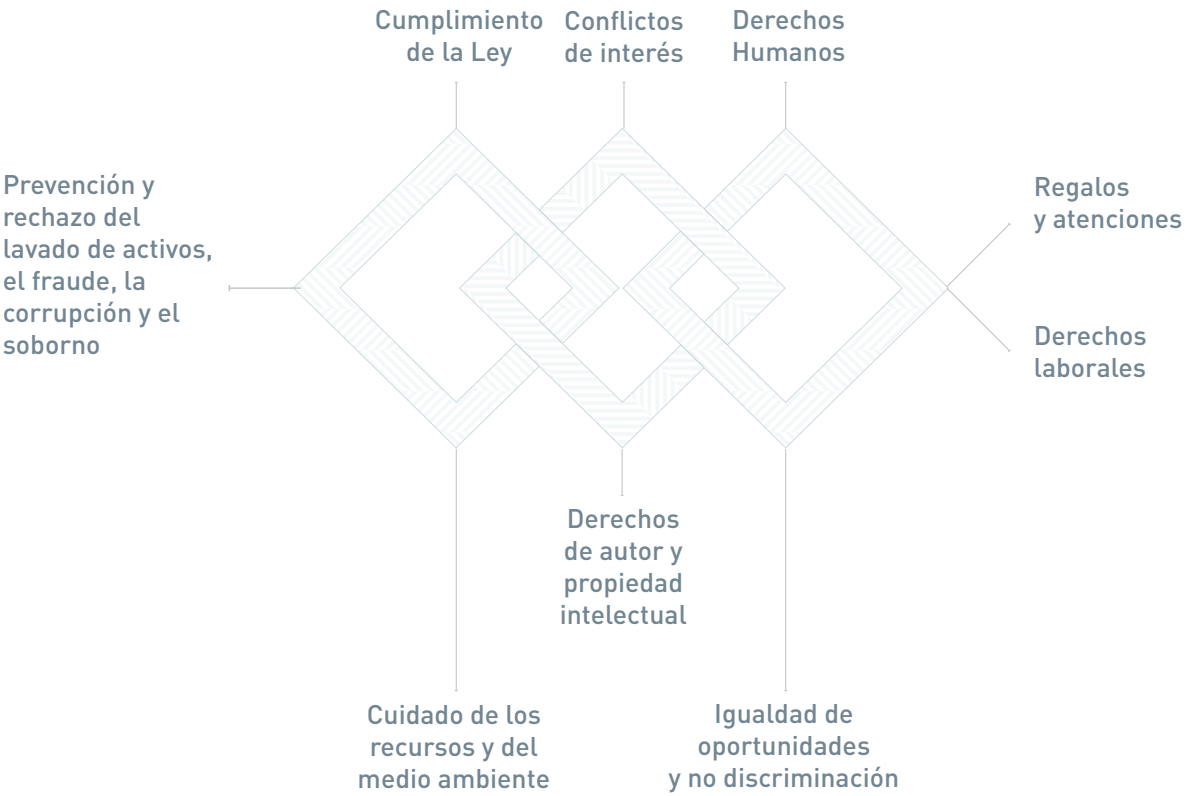 Cumplimiento
de la Ley
Conflictos
de interés
Derechos
Humanos
Prevención y
rechazo del
lavado de activos,
el fraude, la
corrupción y el
soborno
Regalos
y atenciones
Derechos
laborales
Derechos
de autor y
propiedad
intelectual
Cuidado de los
recursos y del
medio ambiente
Igualdad de
oportunidades
y no discriminación